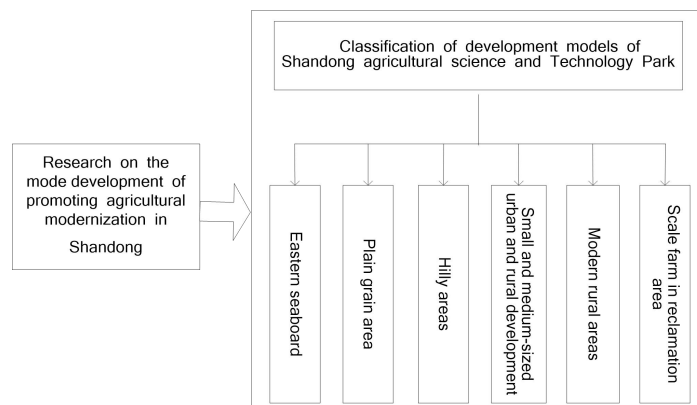 Classification of development models of
Shandong agricultural science and Technology Park
Research on the
mode development of
promoting agricultural
modernization in
Shandong
Eastern seaboard
Plain grain area
Hilly areas
Small and medium-sized
urban and rural development
Modern rural areas
Scale farm in reclamation
area